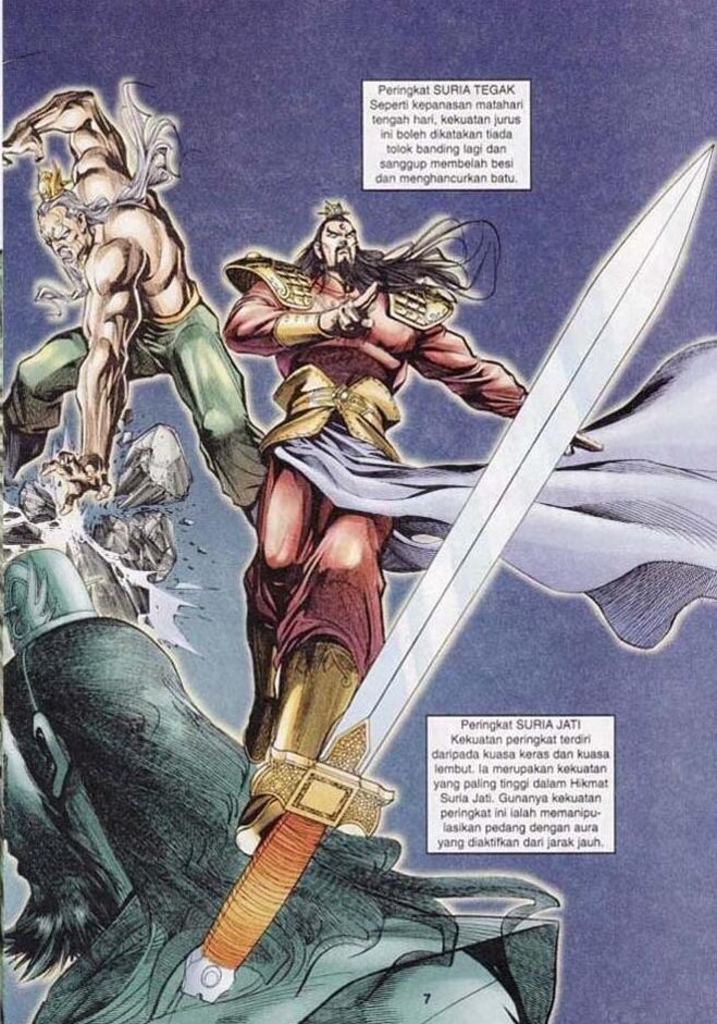 Peringkat SURIA TEGAK
Seperti kepanasan matahari
tengah hari, kekuatan jurus
ini boleh dikatakan tiada
tolok banding lagi dan
sanggup membelah besi
dan menghancurkan batu.
Peringkat SURIA JATI
Kekuatan peringkat terdiri
daripada kuasa keras dan kuasa
lembut. Ia merupakan kekuatan
yang paling tinggi dalam Hikmat
Suria Jati. Gunanya kekuatan
peringkat ini ialah memanipu-
lasikan pedang dengan aura
yang diaktifkan dari jarak jauh.
7